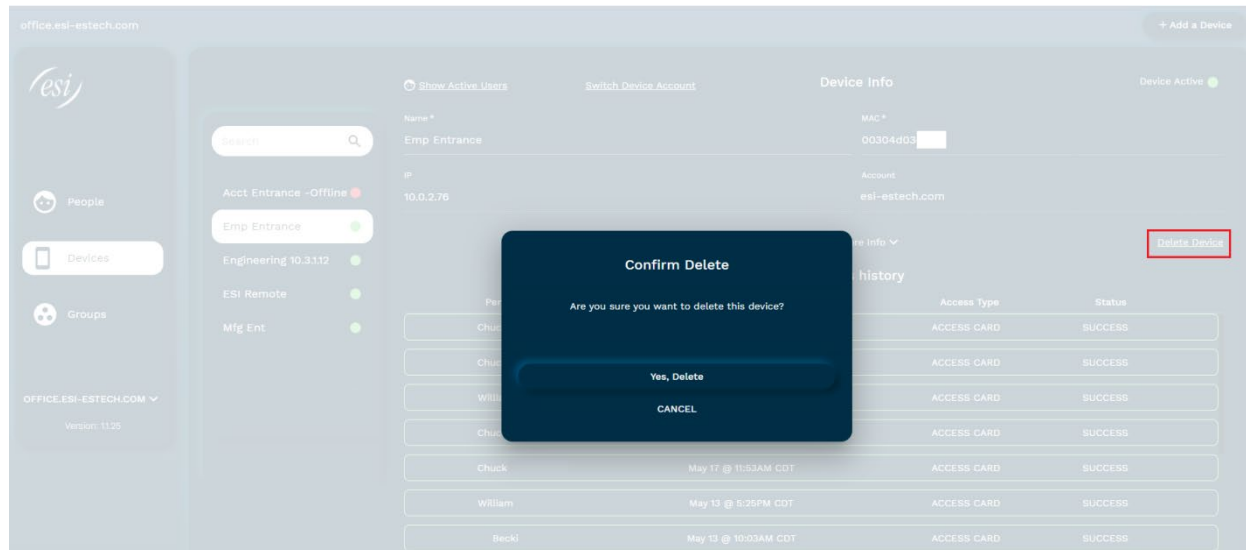 office.esi-estech.com
+ Add a Device
esi
Show Active Users
Switch Device Account
Device Info
Device Active
Name *
MAC *
Search
Emp Entrance
00304d03
IP
Account
Acct Entrance -Offline
10.0.2.76
esi-estech.com
People
Emp Entrance
Info
Delete Device
Devices
Engineering 10.3.1.12
Confirm Delete
history
ESI Remote
Are you sure you want to delete this device?
Access Type
Status
Groups
Mfg Ent
ACCESS CARD
SUCCESS
ACCESS CARD
SUCCESS
Yes, Delete
OFFICE.ESI-ESTECH.COM
ACCESS CARD
SUCCESS
CANCEL
Version: 1.1.25
ACCESS CARD
SUCCESS
Chuck
May 17 @ 11:53AM CDT
ACCESS CARD
SUCCESS
William
May 13 @ 5:25PM CDT
ACCESS CARD
SUCCESS
Becki
May 13 @ 10:03AM CDT
ACCESS CARD
SUCCESS